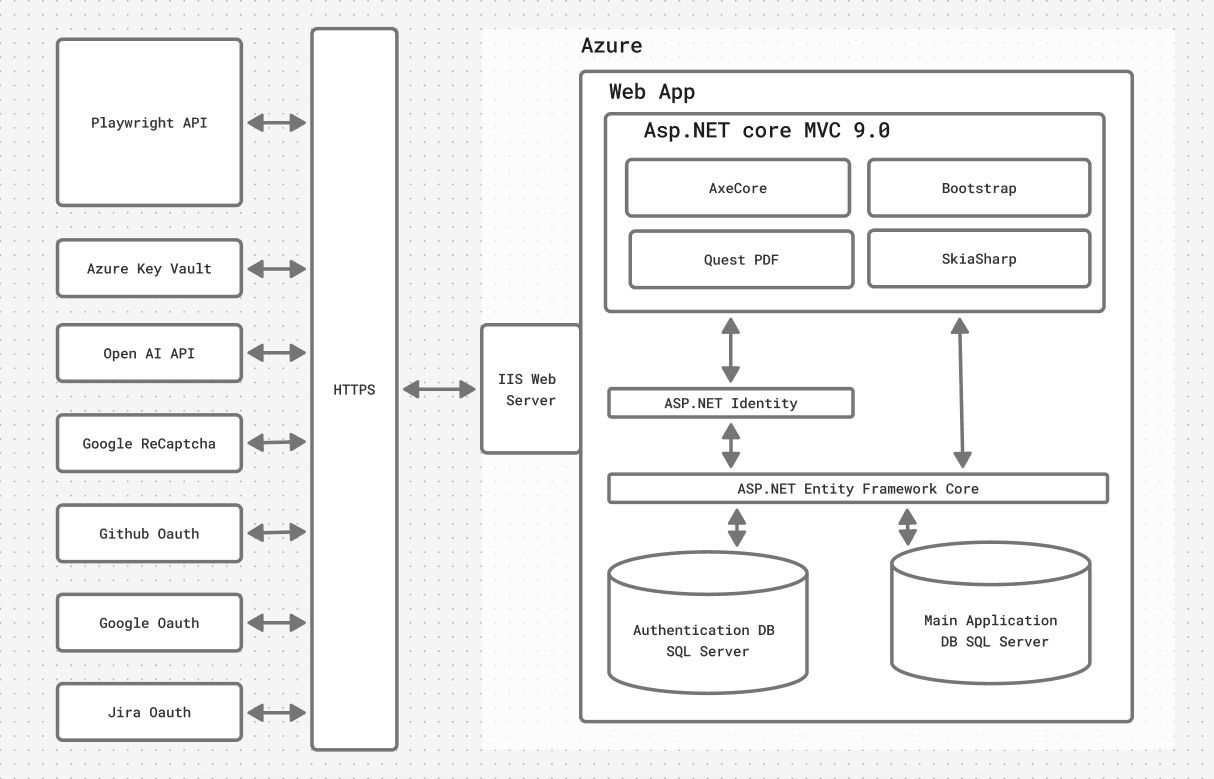 Azure
Web App
Asp.NET core MVC 9.0
AxeCore
Bootstrap
Quest PDF
SkiaSharp
Playwright API
Azure Key Vault
Open AI API
Google ReCaptcha
Github Oauth
Google Oauth
Jira Oauth
HTTPS
IIS Web
Server
ASP.NET Identity
ASP.NET Entity Framework Core
Authentication DB
SQL Server
Main Application
DB SQL Server